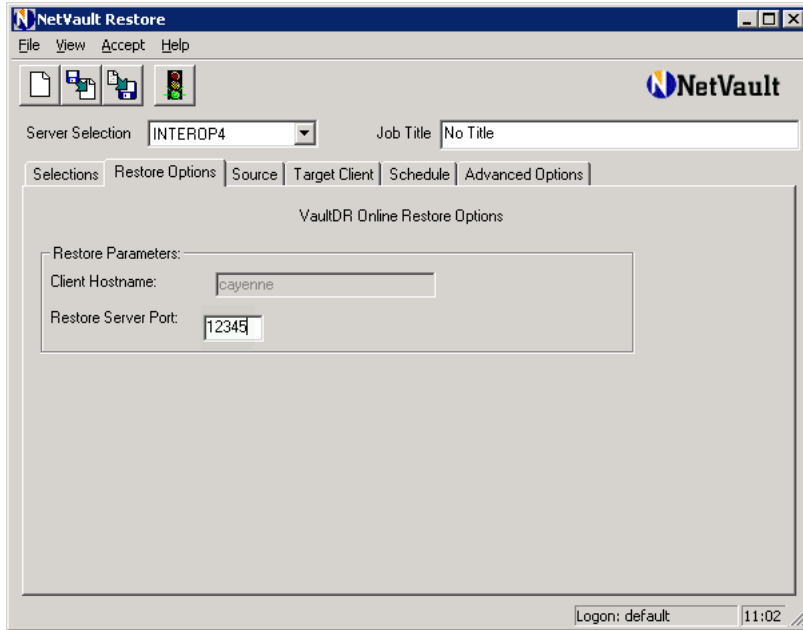 NetVault Restore
File View Accept Help
NetVault
Server Selection INTEROP4 Job Title No Title
Selections Restore Options Source Target Client Schedule Advanced Options
VaultDR Online Restore Options
Restore Parameters:
Client Hostname: cayenne
Restore Server Port: 12345
Logon: default 11:02